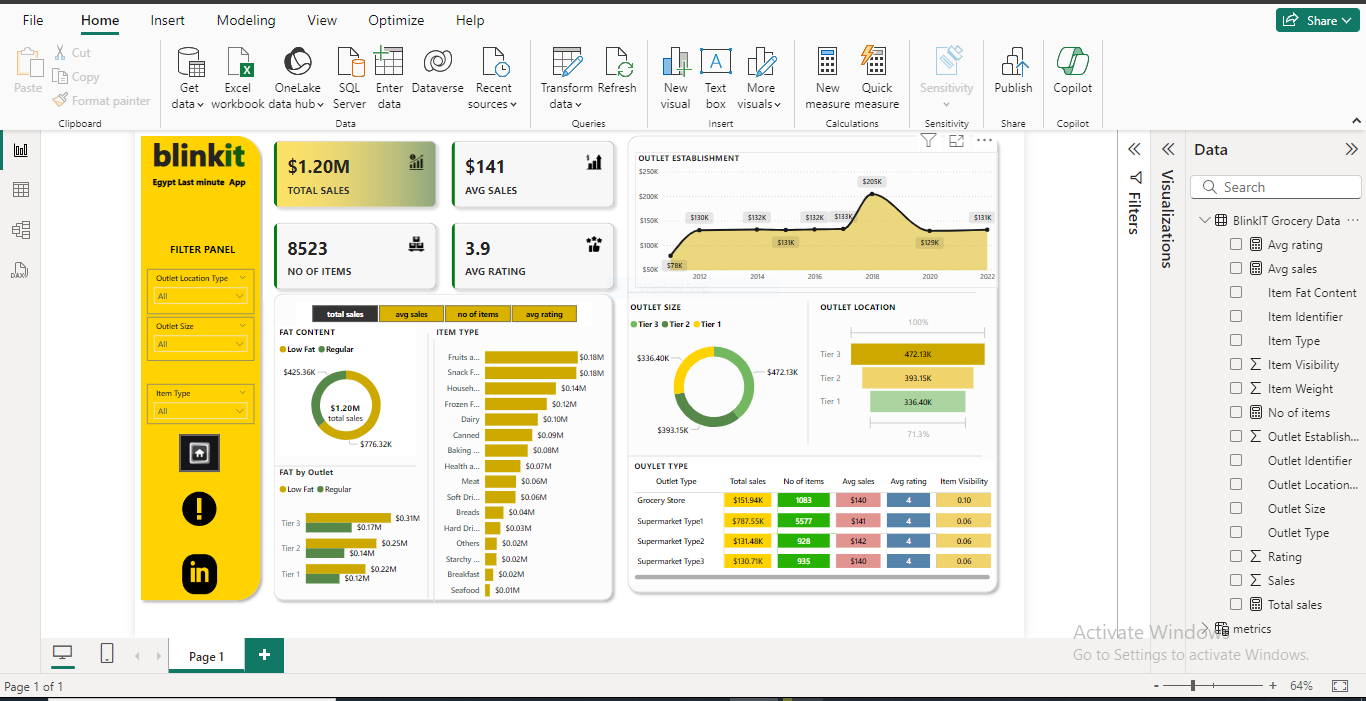 File Home Insert Modeling View Optimize Help Share
Paste Cut Copy Format painter
Get data Excel workbook OneLake data hub SQL Server Enter data Dataverse Recent sources
Transform data Refresh New visual Text box More visuals New measure Quick measure Sensitivity Publish Copilot
Clipboard Data Queries Insert Calculations Sensitivity Share Copilot
blinkit
Egypt Last minute App
FILTER PANEL
Outlet Location Type
All
Outlet Size
All
Item Type
All
in
$1.20M
TOTAL SALES
$141
AVG SALES
8523
NO OF ITEMS
3.9
AVG RATING
OUTLET ESTABLISHMENT
$250K
$200K
$150K
$100K
$50K
$78K $130K $132K $131K $132K $133K $205K $129K $131K
2012 2014 2016 2018 2020 2022
total sales avg sales no of items avg rating
FAT CONTENT
Low Fat Regular
$425.36K
$1.20M
total sales
$776.32K
FAT by Outlet
Low Fat Regular
Tier 3 $0.31M
$0.17M
Tier 2 $0.25M
$0.14M
Tier 1 $0.22M
$0.12M
ITEM TYPE
Fruits a... $0.18M
Snack F... $0.18M
Househ... $0.14M
Frozen F... $0.12M
Dairy $0.10M
Canned $0.09M
Baking ... $0.08M
Health a... $0.07M
Meat $0.06M
Soft Dri... $0.06M
Breads $0.04M
Hard Dri... $0.03M
Others $0.02M
Starchy ... $0.02M
Breakfast $0.02M
Seafood $0.01M
OUTLET SIZE
Tier 3 Tier 2 Tier 1
$336.40K
$472.13K
$393.15K
OUTLET LOCATION
100%
Tier 3 472.13K
Tier 2 393.15K
Tier 1 336.40K
71.3%
OUYLET TYPE
Outlet Type Total sales No of items Avg sales Avg rating Item Visibility
Grocery Store $151.94K 1083 $140 4 0.10
Supermarket Type1 $787.55K 5577 $141 4 0.06
Supermarket Type2 $131.48K 928 $142 4 0.06
Supermarket Type3 $130.71K 935 $140 4 0.06
Filters
Visualizations
Data
Search
BlinkIT Grocery Data
Avg rating
Avg sales
Item Fat Content
Item Identifier
Item Type
Item Visibility
Item Weight
No of items
Outlet Establish...
Outlet Identifier
Outlet Location...
Outlet Size
Outlet Type
Rating
Sales
Total sales
metrics
Activate Windows
Go to Settings to activate Windows.
Page 1
Page 1 of 1
- + 64%